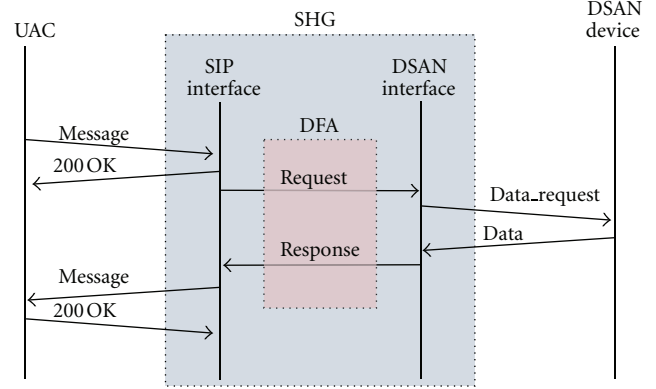 UAC
SHG
DSAN
device
SIP
interface
DSAN
interface
DFA
Message
200 OK
Request
Data_request
Data
Response
Message
200 OK